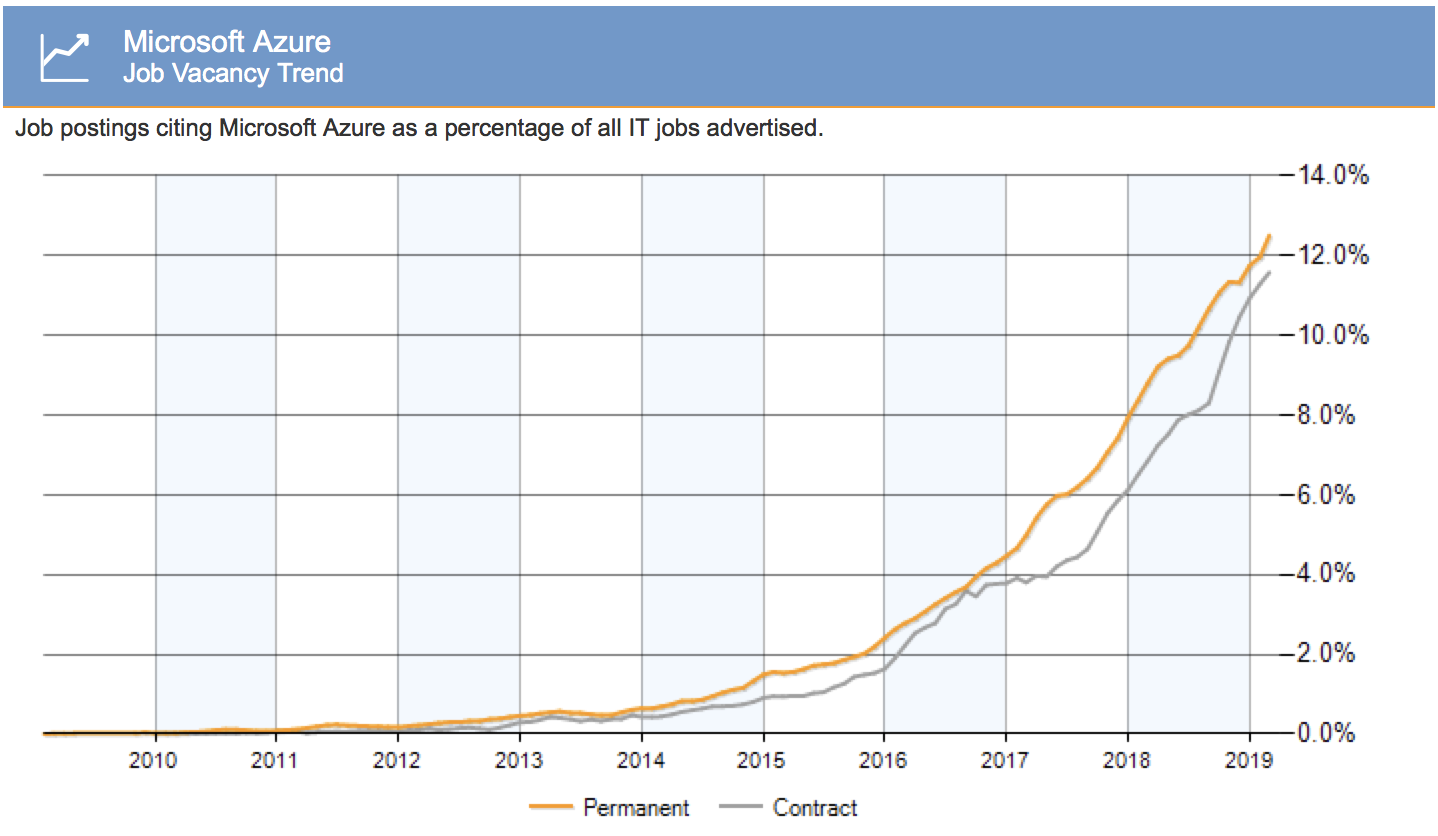 Microsoft Azure
Job Vacancy Trend
Job postings citing Microsoft Azure as a percentage of all IT jobs advertised.
14.0%
12.0%
10.0%
8.0%
6.0%
4.0%
2.0%
0.0%
2010 2011 2012 2013 2014 2015 2016 2017 2018 2019
Permanent Contract